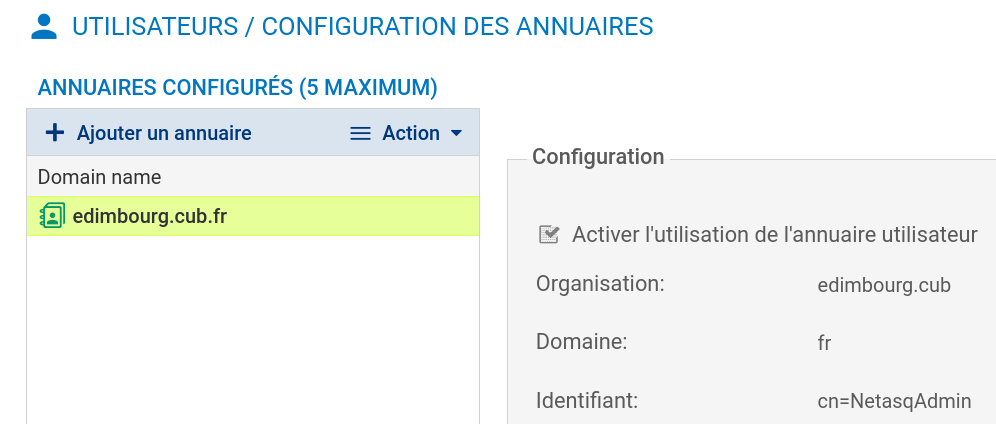 UTILISATEURS / CONFIGURATION DES ANNUAIRES
ANNUAIRES CONFIGURÉS (5 MAXIMUM)
Ajouter un annuaire Action
Domain name
edimbourg.cub.fr
Configuration
Activer l'utilisation de l'annuaire utilisateur
Organisation: edimbourg.cub
Domaine: fr
Identifiant: cn=NetasqAdmin